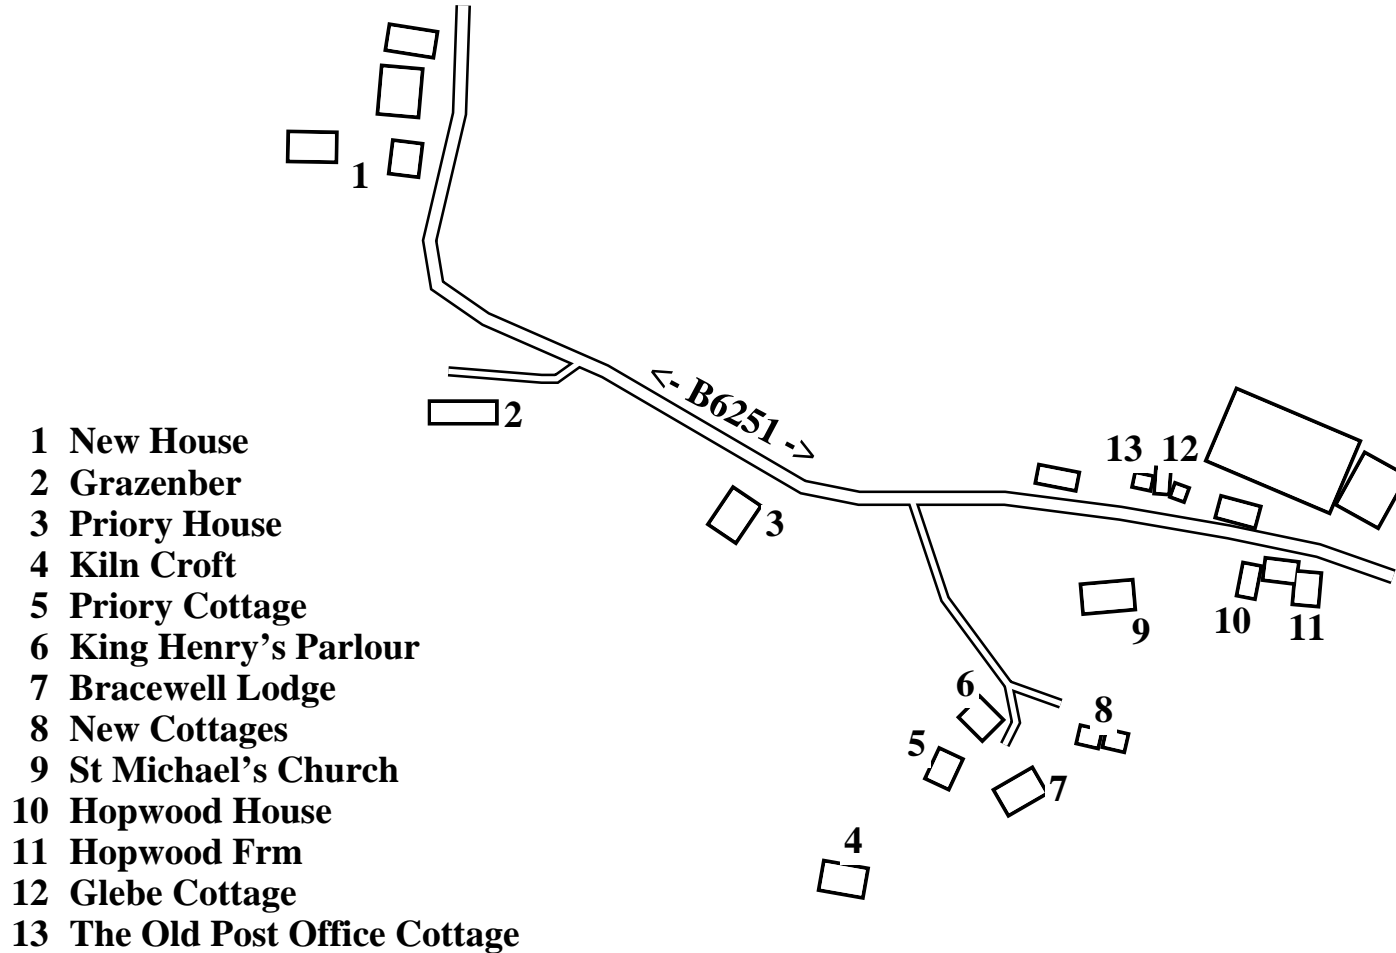 1
2
<- B6251 ->
3
13 12
10
11
9
6
8
5
7
4
1 New House
2 Grazenber
3 Priory House
4 Kiln Croft
5 Priory Cottage
6 King Henry's Parlour
7 Bracewell Lodge
8 New Cottages
9 St Michael's Church
10 Hopwood House
11 Hopwood Frm
12 Glebe Cottage
13 The Old Post Office Cottage